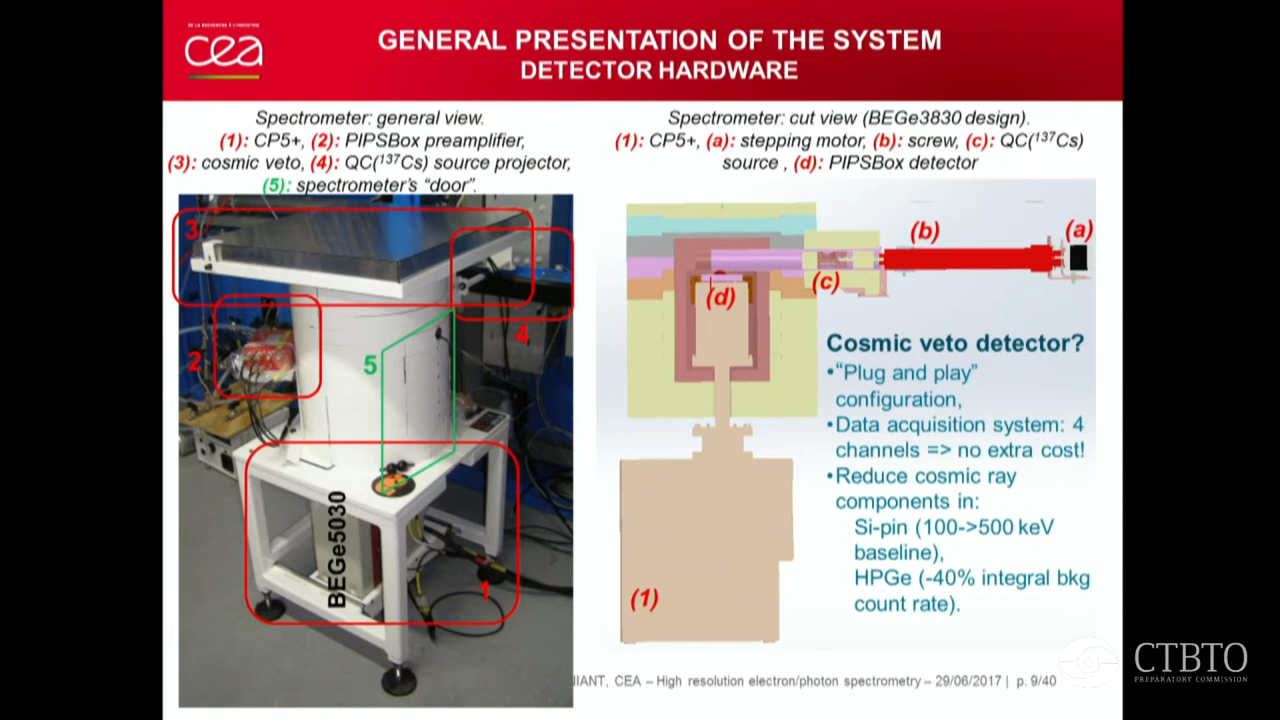 DE LA RECHERCHE À L'INDUSTRIE
cea
GENERAL PRESENTATION OF THE SYSTEM
DETECTOR HARDWARE
Spectrometer: general view.
(1): CP5+, (2): PIPSBox preamplifier,
(3): cosmic veto, (4): QC(¹³⁷Cs) source projector,
(5): spectrometer's “door”.
3
2
4
5
BEGe5030
1
Spectrometer: cut view (BEGe3830 design).
(1): CP5+, (a): stepping motor, (b): screw, (c): QC(¹³⁷Cs)
source , (d): PIPSBox detector
(a)
(b)
(c)
(d)
(1)
Cosmic veto detector?
•“Plug and play”
configuration,
•Data acquisition system: 4
channels => no extra cost!
•Reduce cosmic ray
components in:
Si-pin (100->500 keV
baseline),
HPGe (-40% integral bkg
count rate).
NIANT, CEA – High resolution electron/photon spectrometry – 29/06/2017 | p. 9/40
CTBTO
PREPARATORY COMMISSION